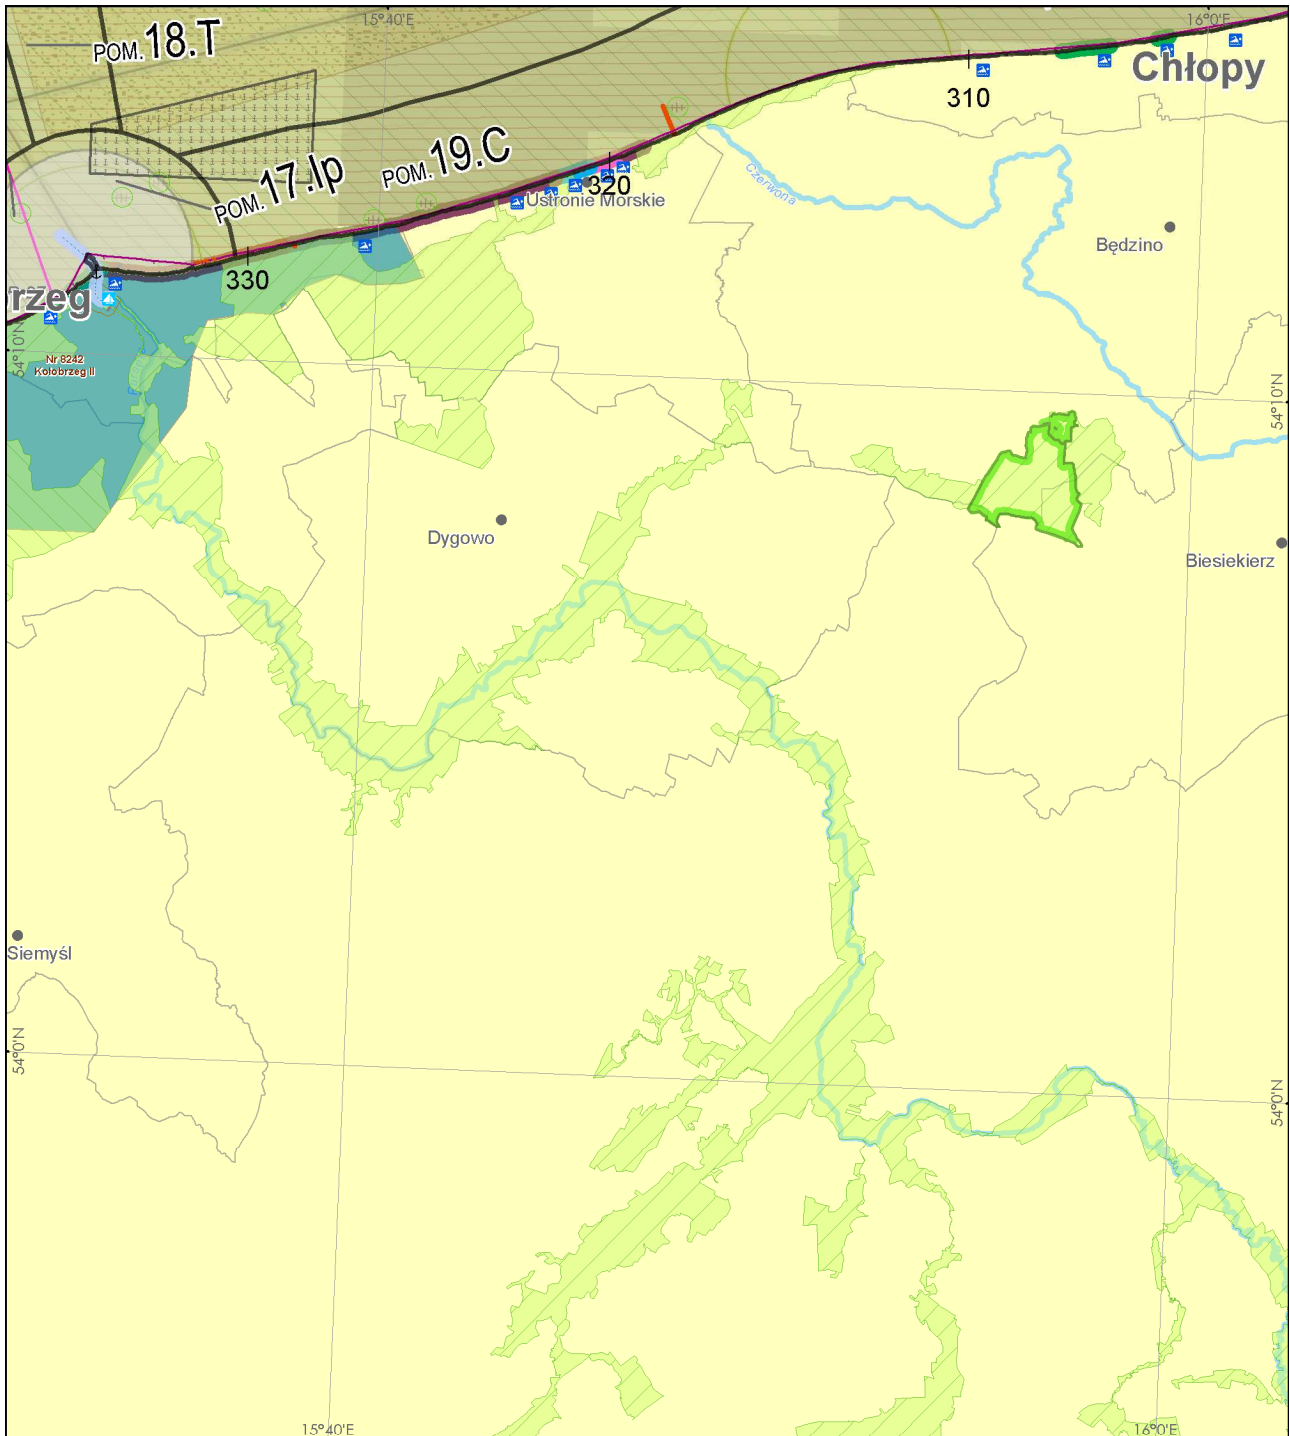 15°40'E
16°0'E
POM.18.T
Chłopy
310
POM.19.C
POM.17.Ip
320
Ustronie Morskie
Czerwona
Będzino
330
rzeg
54°10'N
Nr 8242
Kołobrzeg II
54°10'N
Dygowo
Biesiekierz
Siemyśl
54°0'N
54°0'N
15°40'E
16°0'E